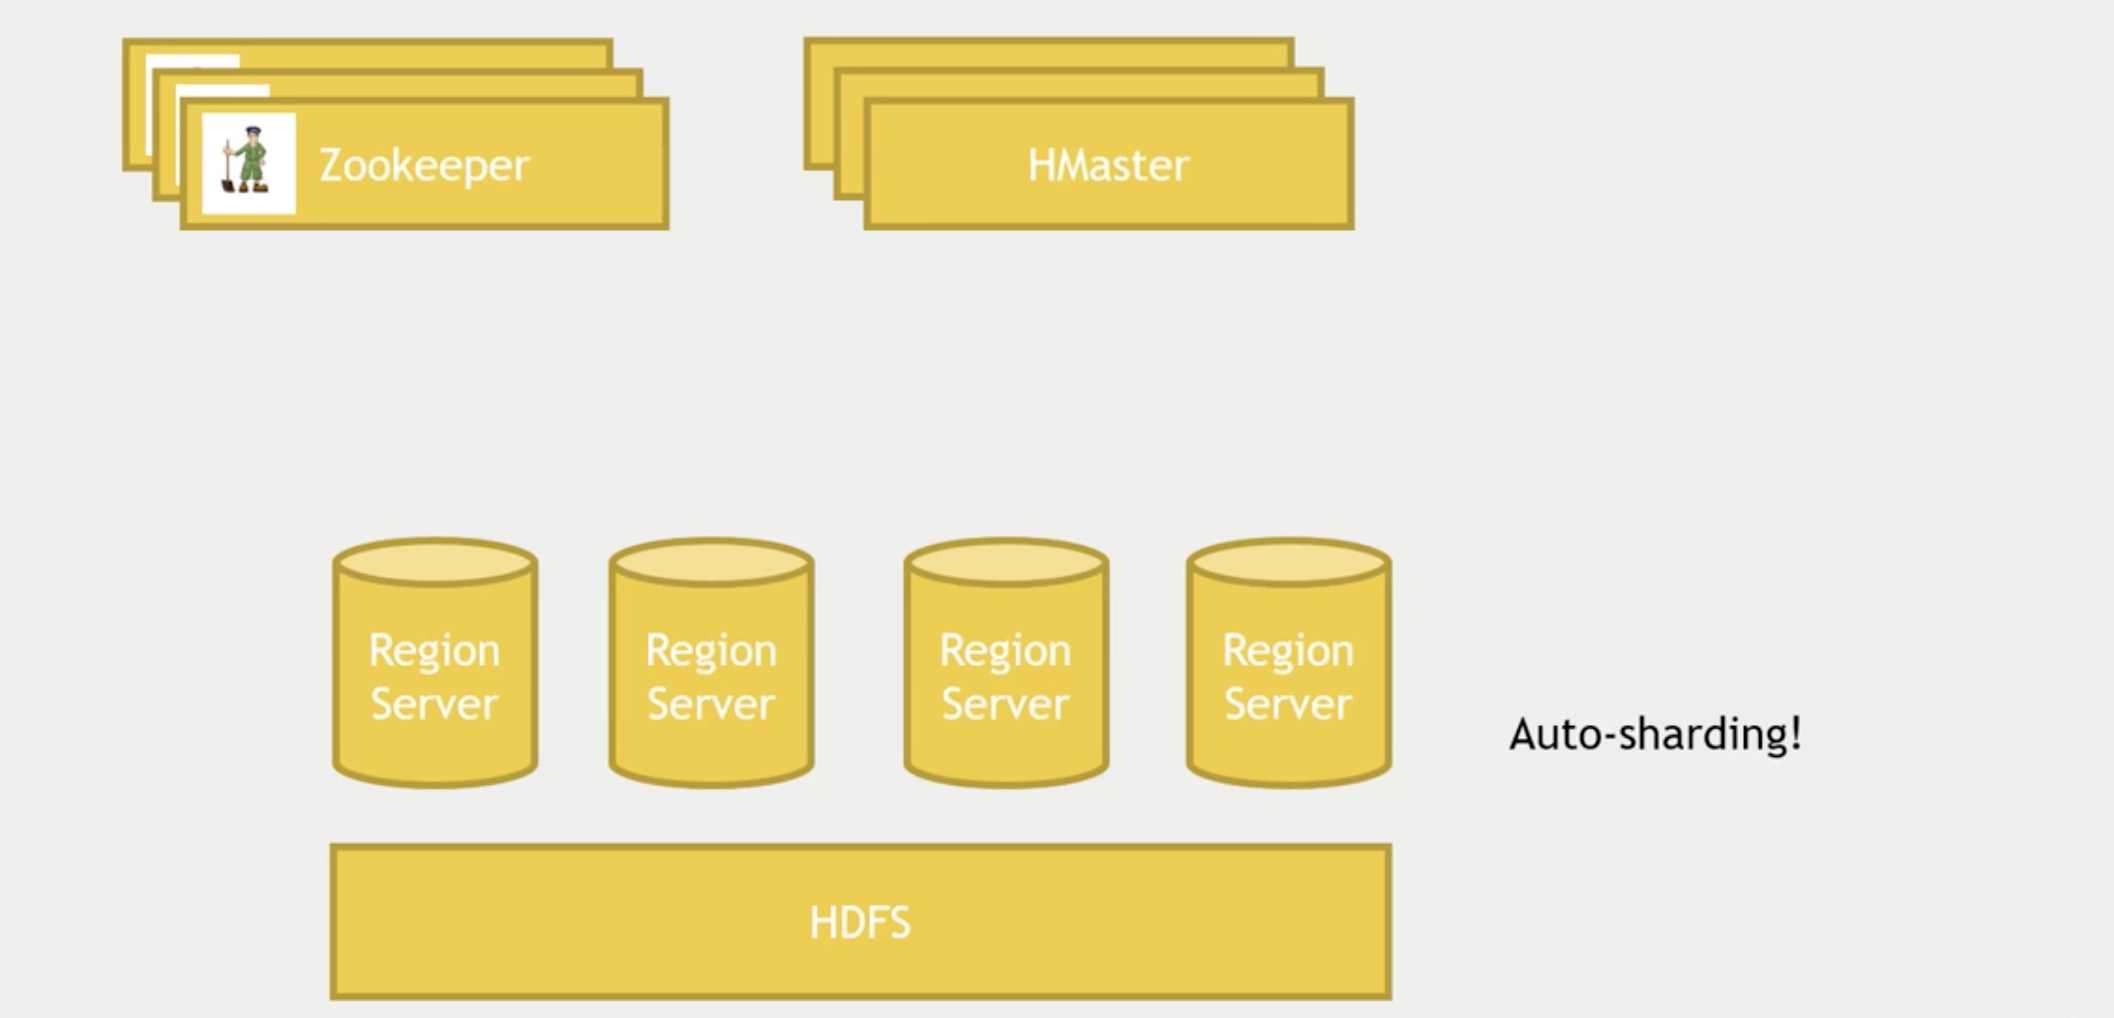 Zookeeper
HMaster
Region
Server
Region
Server
Region
Server
Region
Server
Auto-sharding!
HDFS